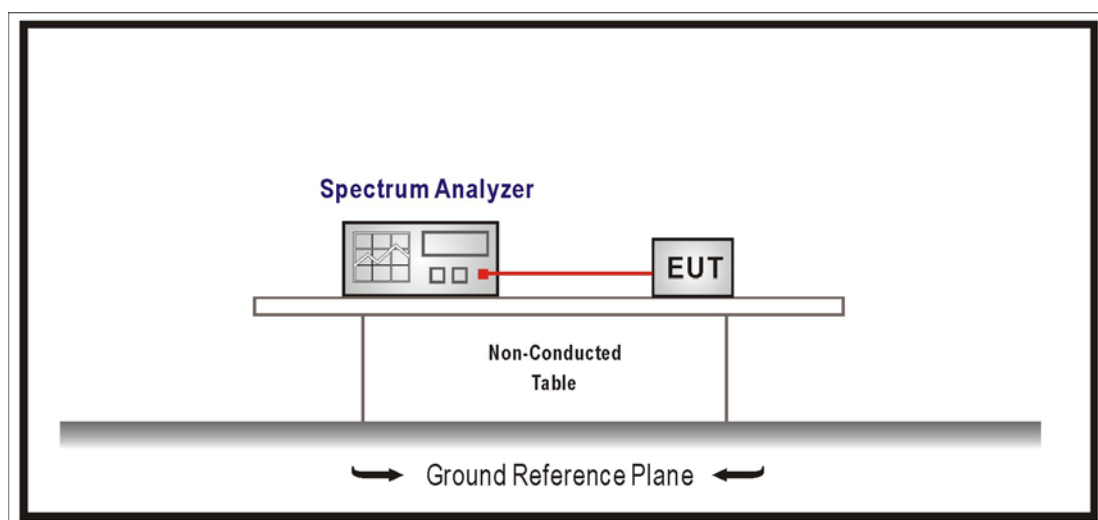 Spectrum Analyzer
EUT
Non-Conducted
Table
Ground Reference Plane